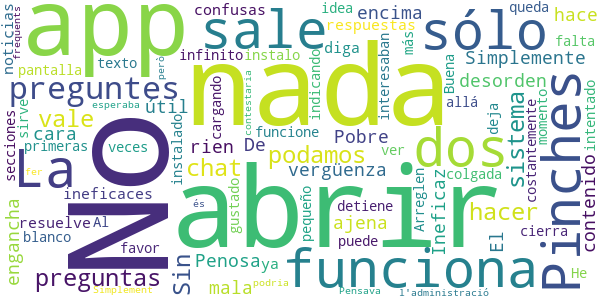 noticias
frequents
confusas
idea
respuestas
encima
queda
hace
app
sale
sólo
pantalla
texto
però
infinito
instalo
diga
más
Simplemente
falta
preguntes
nada
esperaba
cargando
contestaria
indicando
interesaban
Buena
allá
desorden
secciones
sirve
vale
útil
cara
veces
instalado
rien
De
funcione
Pobre
ver
dos
deja
sistema
momento
costantemente
intentado
Pinches
contenido
No
La
primeras
chat
podamos
vergüenza
colgada
ineficaces
fer
abrir
Ineficaz
hacer
engancha
resuelve
Al
és
gustado
pequeño
detiene
ajena
Arreglen
El
cierra
blanco
favor
Sin
Penosa
ya
puede
funciona
He
preguntas
mala
podria
Simplement
Pensava
l'administració